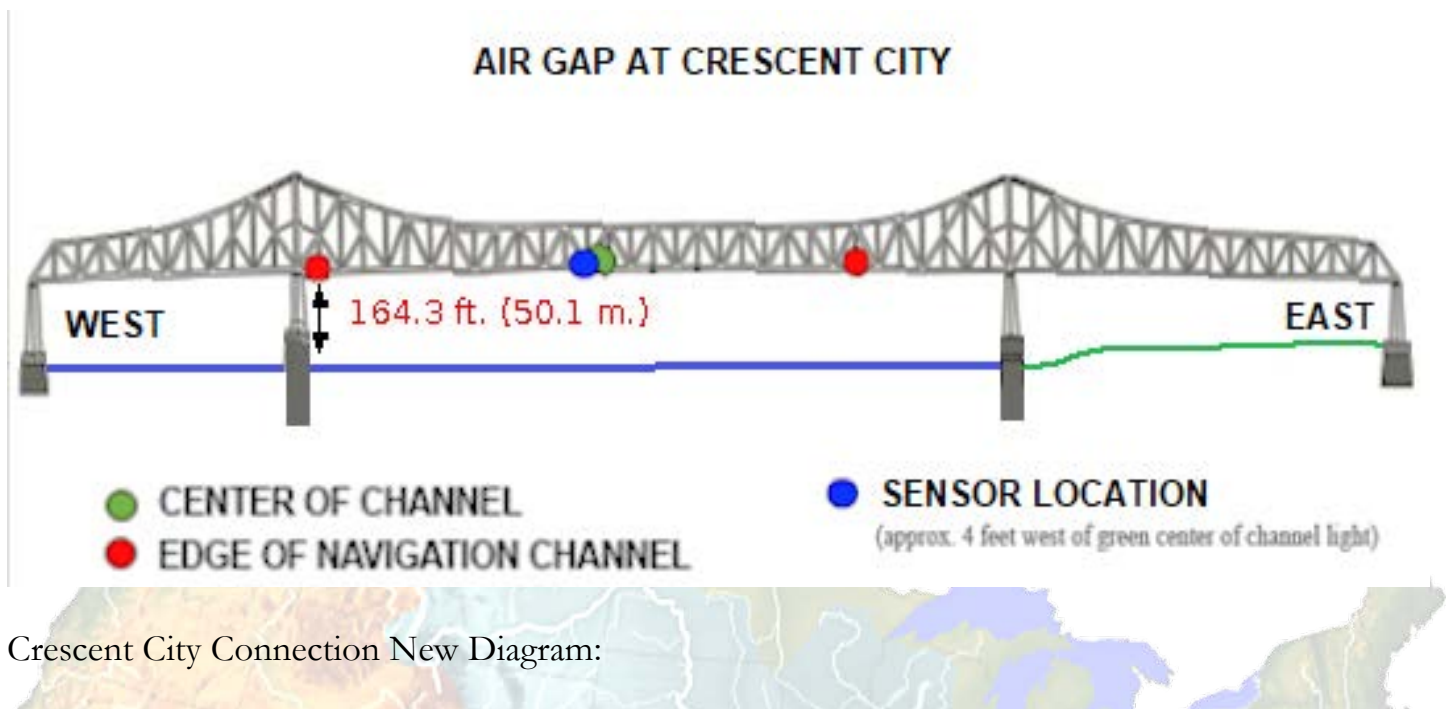 AIR GAP AT CRESCENT CITY
164.3 ft. (50.1 m.)
WEST
EAST
CENTER OF CHANNEL
EDGE OF NAVIGATION CHANNEL
SENSOR LOCATION
(approx. 4 feet west of green center of channel light)
Crescent City Connection New Diagram: